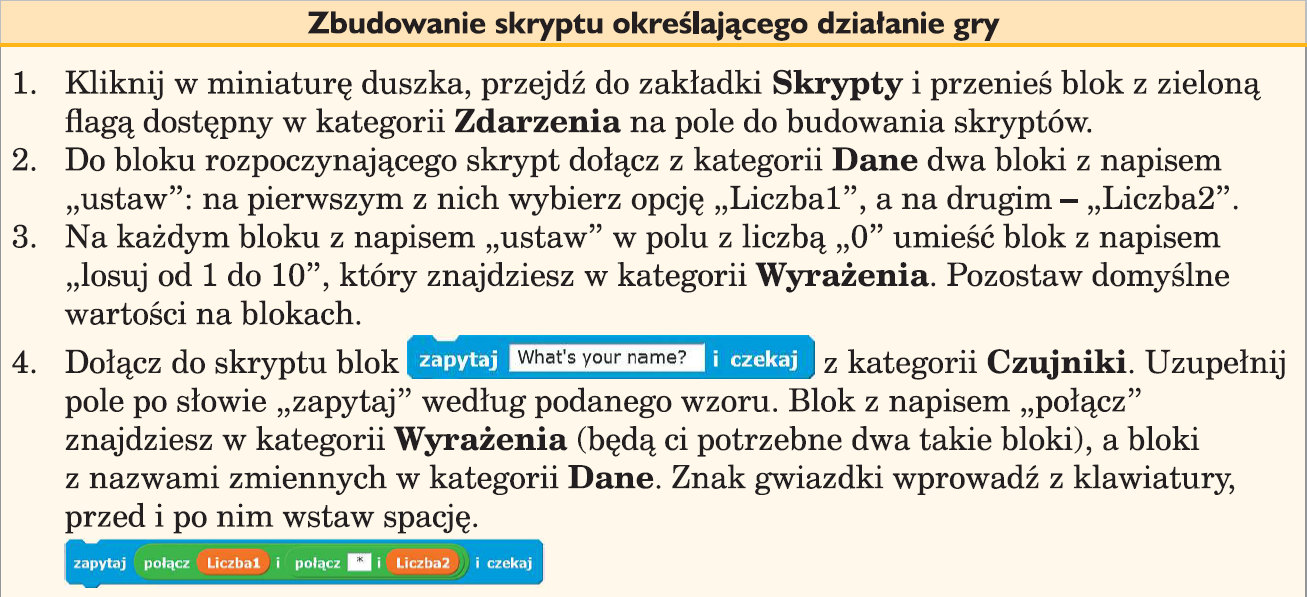 Zbudowanie skryptu określającego działanie gry
1. Kliknij w miniaturę duszka, przejdź do zakładki Skrypty i przenieś blok z zieloną
flagą dostępny w kategorii Zdarzenia na pole do budowania skryptów.
2. Do bloku rozpoczynającego skrypt dołącz z kategorii Dane dwa bloki z napisem
„ustaw”: na pierwszym z nich wybierz opcję „Liczba1”, a na drugim – „Liczba2”.
3. Na każdym bloku z napisem „ustaw” w polu z liczbą „0” umieść blok z napisem
„losuj od 1 do 10”, który znajdziesz w kategorii Wyrażenia. Pozostaw domyślne
wartości na blokach.
4. Dołącz do skryptu blok zapytaj What's your name? i czekaj z kategorii Czujniki. Uzupełnij
pole po słowie „zapytaj” według podanego wzoru. Blok z napisem „połącz”
znajdziesz w kategorii Wyrażenia (będą ci potrzebne dwa takie bloki), a bloki
z nazwami zmiennych w kategorii Dane. Znak gwiazdki wprowadź z klawiatury,
przed i po nim wstaw spację.
zapytaj połącz Liczba1 i połącz * i Liczba2 i czekaj